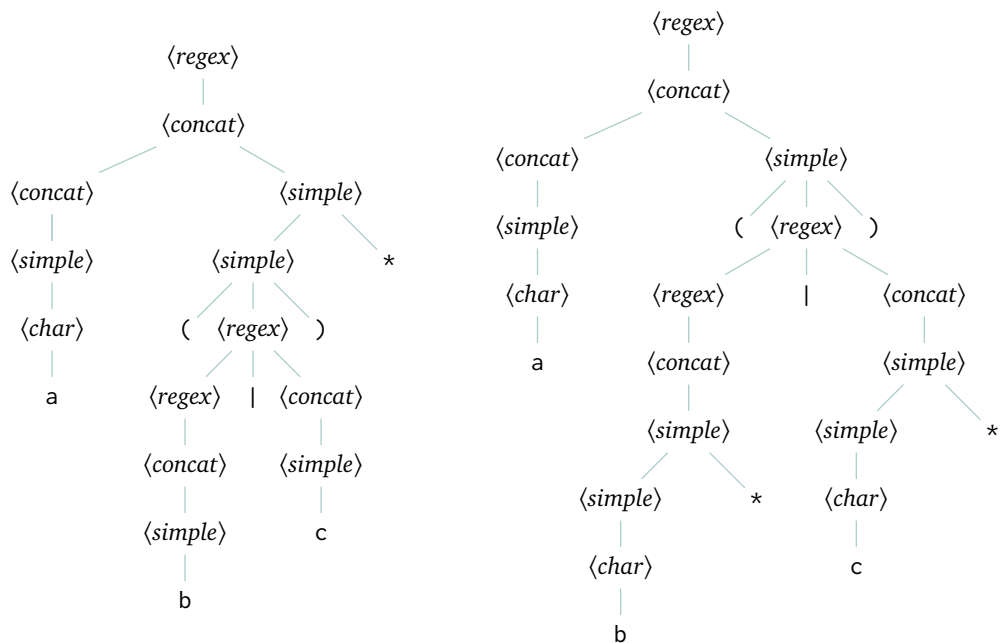 ⟨regex⟩
⟨concat⟩
⟨concat⟩ ⟨simple⟩
⟨simple⟩ ⟨simple⟩ *
⟨char⟩ ( ⟨regex⟩ )
a ⟨regex⟩ | ⟨concat⟩
⟨concat⟩ ⟨simple⟩
⟨simple⟩ c
b
⟨regex⟩
⟨concat⟩
⟨concat⟩ ⟨simple⟩
⟨simple⟩ ( ⟨regex⟩ )
⟨char⟩ ⟨regex⟩ | ⟨concat⟩
a ⟨concat⟩ ⟨simple⟩
⟨simple⟩ ⟨simple⟩ *
⟨simple⟩ * ⟨char⟩
⟨char⟩ c
b